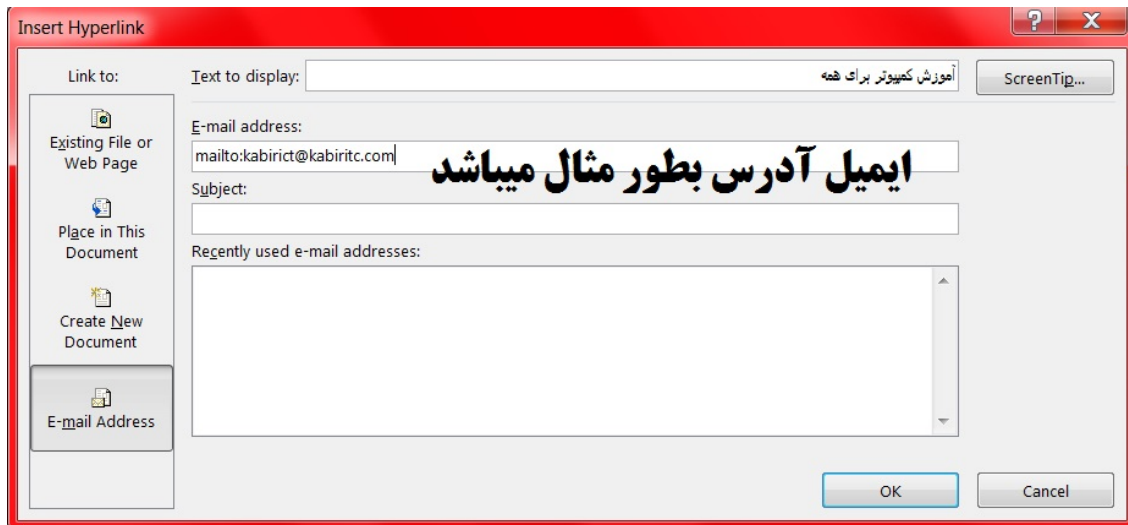 Insert Hyperlink
Link to:
Text to display: آموزش کمپیوتر برای همه
ScreenTip...
Existing File or
Web Page
Place in This
Document
Create New
Document
E-mail Address
E-mail address:
mailto:kabirict@kabiritc.com
ایمیل آدرس بطور مثال میباشد
Subject:
Recently used e-mail addresses:
OK
Cancel